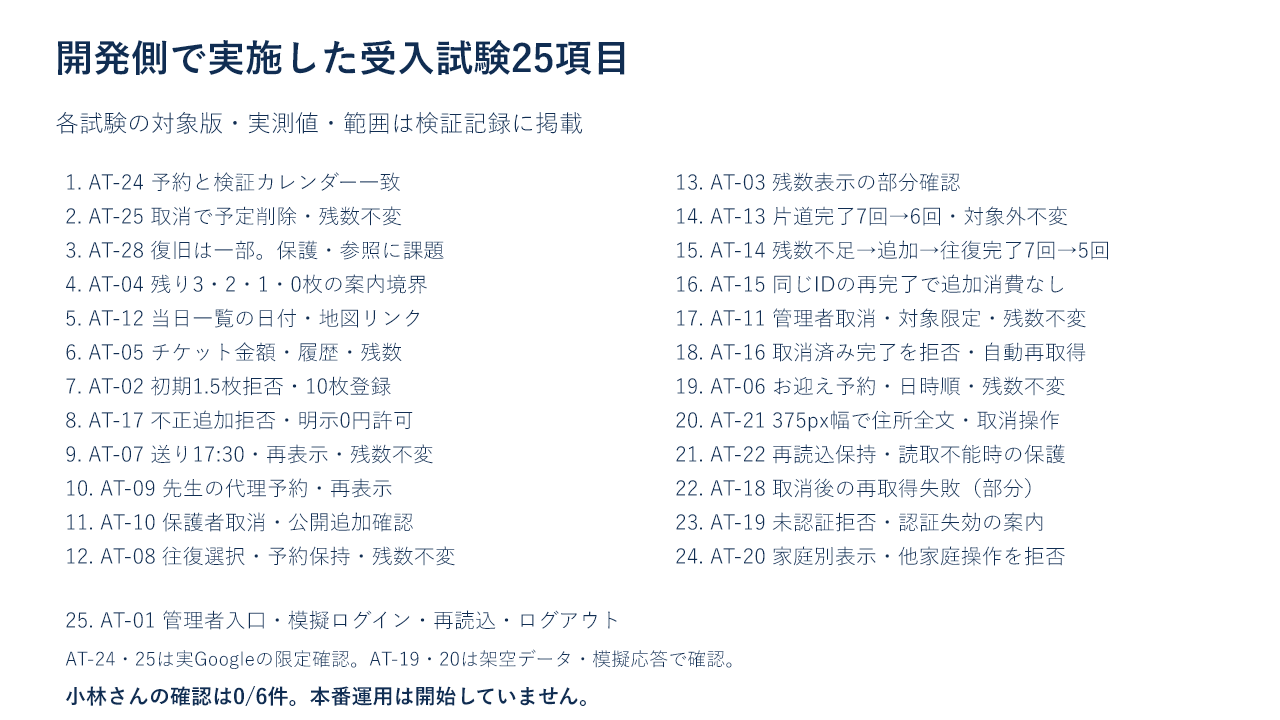 開発側で実施した受入試験25項目
各試験の対象版・実測値・範囲は検証記録に掲載
1. AT-24 予約と検証カレンダー一致
2. AT-25 取消で予定削除・残数不変
3. AT-28 復旧は一部。保護・参照に課題
4. AT-04 残り3・2・1・0枚の案内境界
5. AT-12 当日一覧の日付・地図リンク
6. AT-05 チケット金額・履歴・残数
7. AT-02 初期1.5枚拒否・10枚登録
8. AT-17 不正追加拒否・明示0円許可
9. AT-07 送り17:30・再表示・残数不変
10. AT-09 先生の代理予約・再表示
11. AT-10 保護者取消・公開追加確認
12. AT-08 往復選択・予約保持・残数不変
13. AT-03 残数表示の部分確認
14. AT-13 片道完了7回→6回・対象外不変
15. AT-14 残数不足→追加→往復完了7回→5回
16. AT-15 同じIDの再完了で追加消費なし
17. AT-11 管理者取消・対象限定・残数不変
18. AT-16 取消済み完了を拒否・自動再取得
19. AT-06 お迎え予約・日時順・残数不変
20. AT-21 375px幅で住所全文・取消操作
21. AT-22 再読込保持・読取不能時の保護
22. AT-18 取消後の再取得失敗（部分）
23. AT-19 未認証拒否・認証失効の案内
24. AT-20 家庭別表示・他家庭操作を拒否
25. AT-01 管理者入口・模擬ログイン・再読込・ログアウト
AT-24・25は実Googleの限定確認。AT-19・20は架空データ・模擬応答で確認。
小林さんの確認は0/6件。本番運用は開始していません。